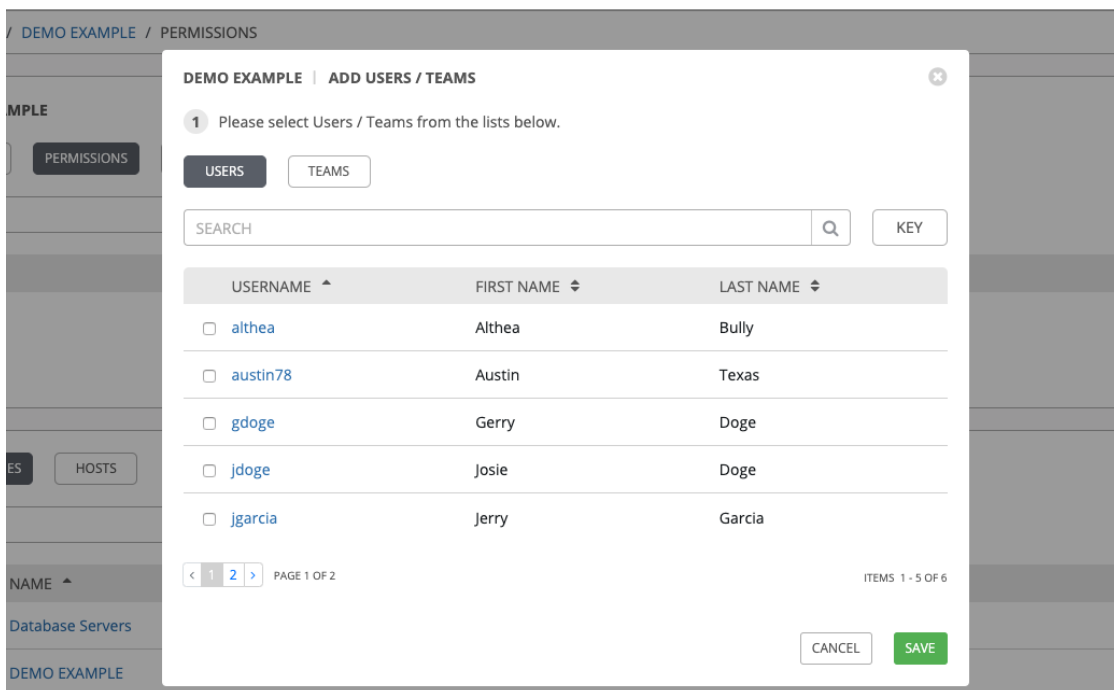 / DEMO EXAMPLE / PERMISSIONS
DEMO EXAMPLE | ADD USERS / TEAMS
1 Please select Users / Teams from the lists below.
PERMISSIONS
USERS TEAMS
SEARCH KEY
USERNAME FIRST NAME LAST NAME
althea Althea Bully
austin78 Austin Texas
gdoge Gerry Doge
jdoge Josie Doge
jgarcia Jerry Garcia
HOSTS
< 1 2 > PAGE 1 OF 2 ITEMS 1 - 5 OF 6
NAME
Database Servers
CANCEL SAVE
DEMO EXAMPLE